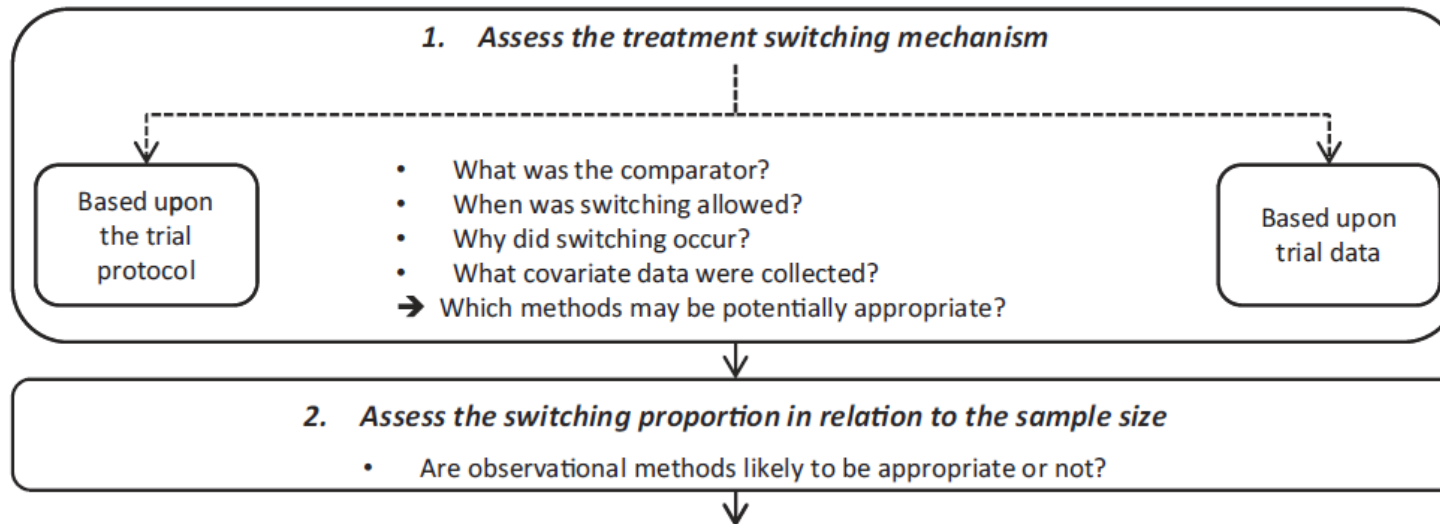 1. Assess the treatment switching mechanism
Based upon
the trial
protocol
• What was the comparator?
• When was switching allowed?
• Why did switching occur?
• What covariate data were collected?
➔ Which methods may be potentially appropriate?
Based upon
trial data
2. Assess the switching proportion in relation to the sample size
• Are observational methods likely to be appropriate or not?